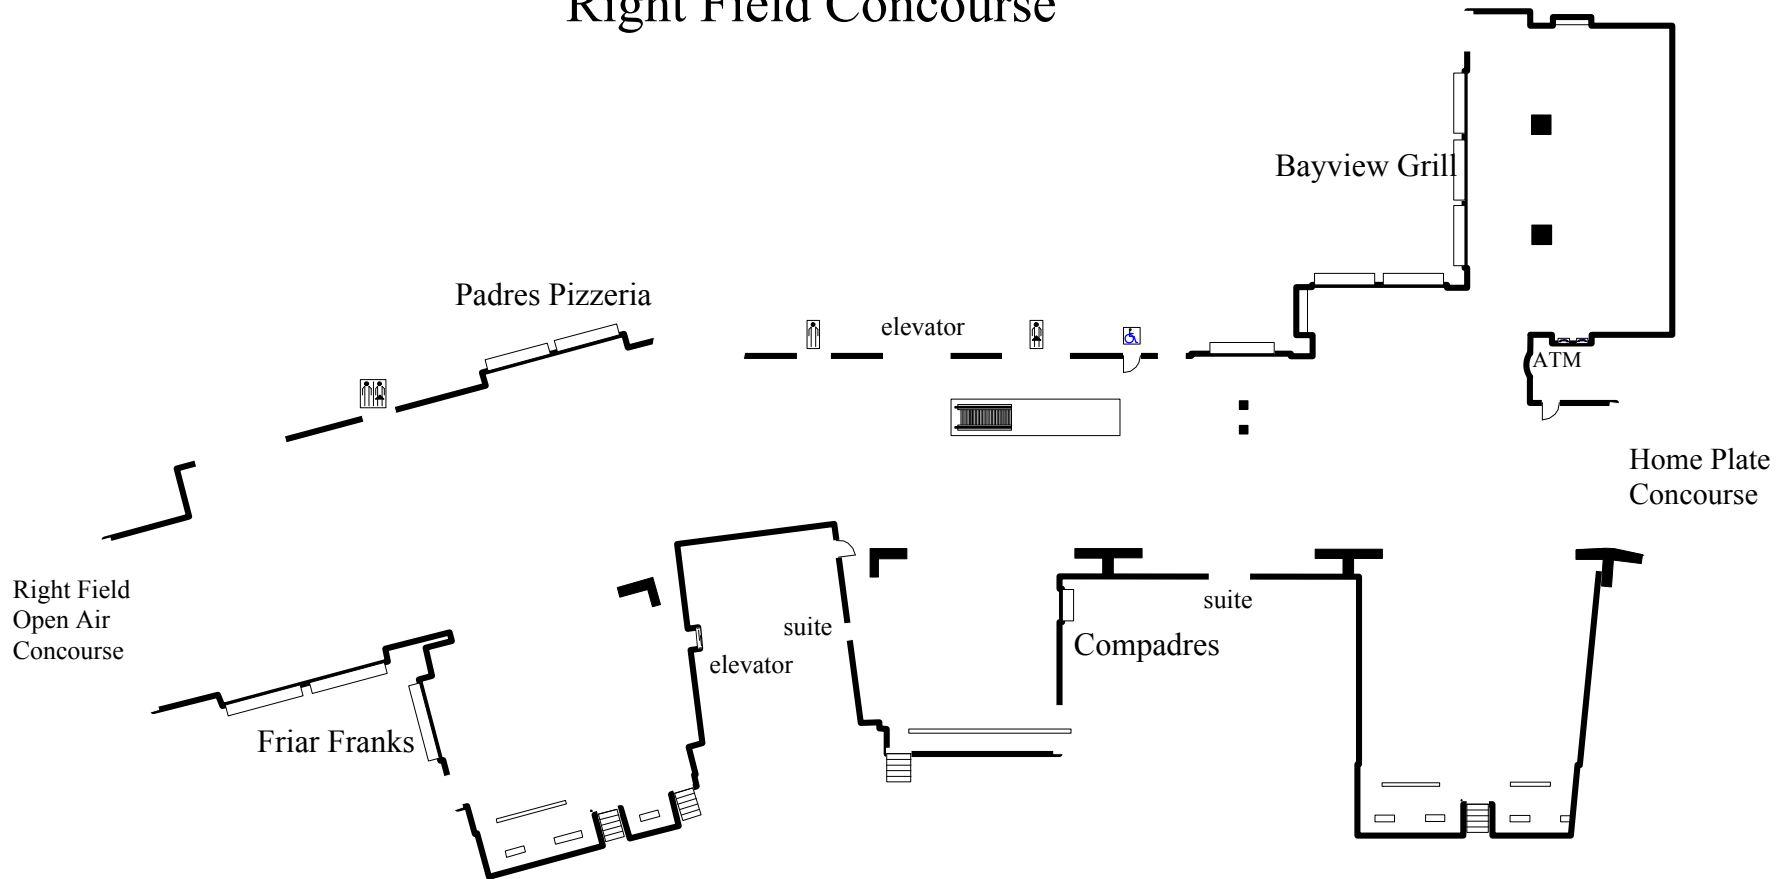 Right Field Concourse
Bayview Grill
Padres Pizzeria
elevator
ATM
Home Plate
Concourse
Right Field
Open Air
Concourse
suite
suite
elevator
Compadres
Friar Franks